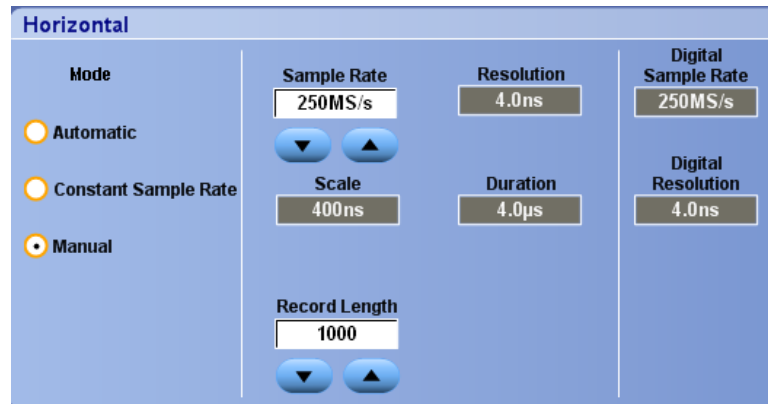 Horizontal
Mode
Automatic
Constant Sample Rate
Manual
Sample Rate
250MS/s
Scale
400ns
Record Length
1000
Resolution
4.0ns
Duration
4.0µs
Digital
Sample Rate
250MS/s
Digital
Resolution
4.0ns